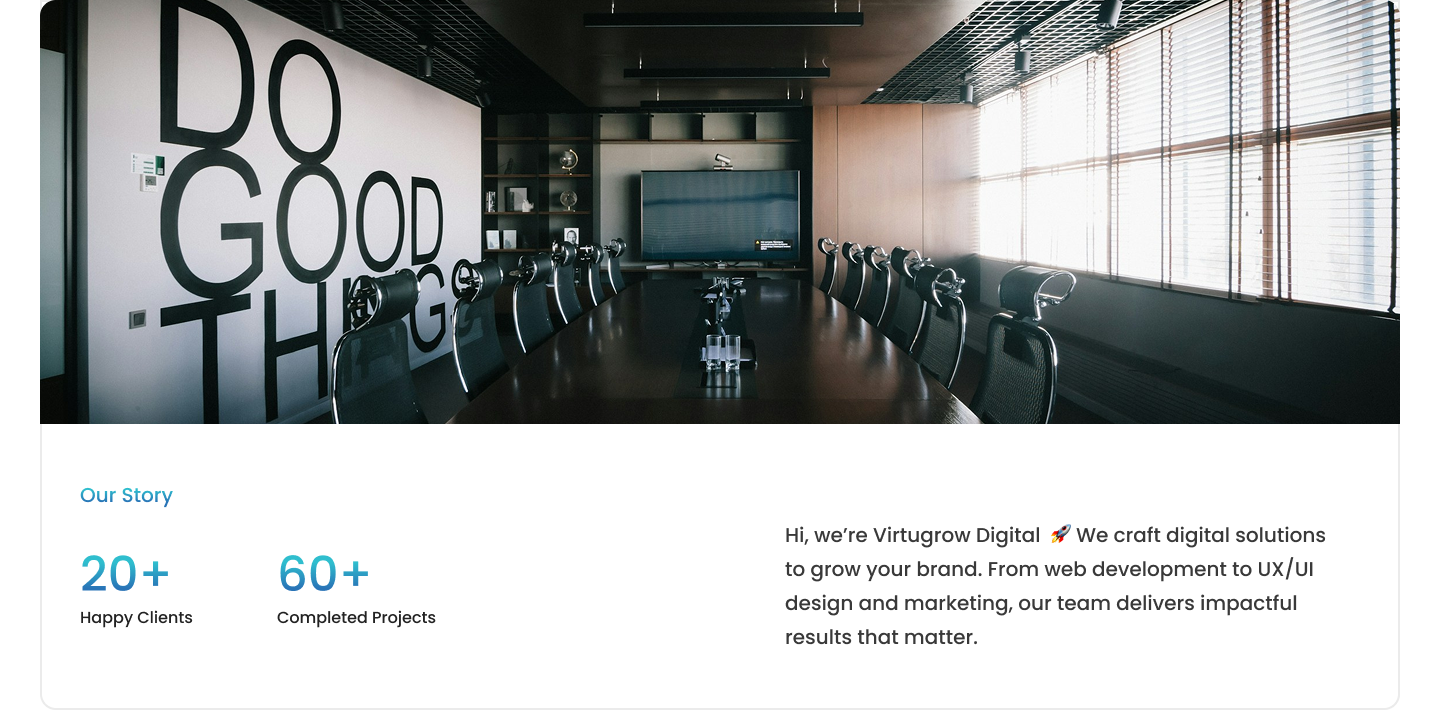 DO
GOOD
THINGS
Our Story
20+
Happy Clients
60+
Completed Projects
Hi, we’re Virtugrow Digital 🚀 We craft digital solutions
to grow your brand. From web development to UX/UI
design and marketing, our team delivers impactful
results that matter.